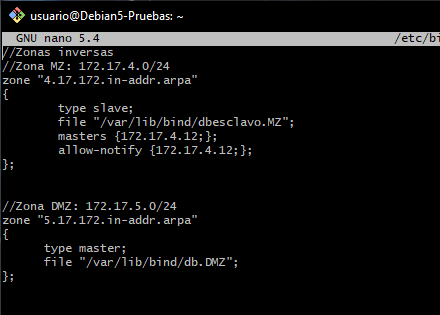 usuario@Debian5-Pruebas: ~
GNU nano 5.4 /etc/bi
//Zonas inversas
//Zona MZ: 172.17.4.0/24
zone "4.17.172.in-addr.arpa"
{
type slave;
file "/var/lib/bind/dbesclavo.MZ";
masters {172.17.4.12;};
allow-notify {172.17.4.12;};
};
//Zona DMZ: 172.17.5.0/24
zone "5.17.172.in-addr.arpa"
{
type master;
file "/var/lib/bind/db.DMZ";
};